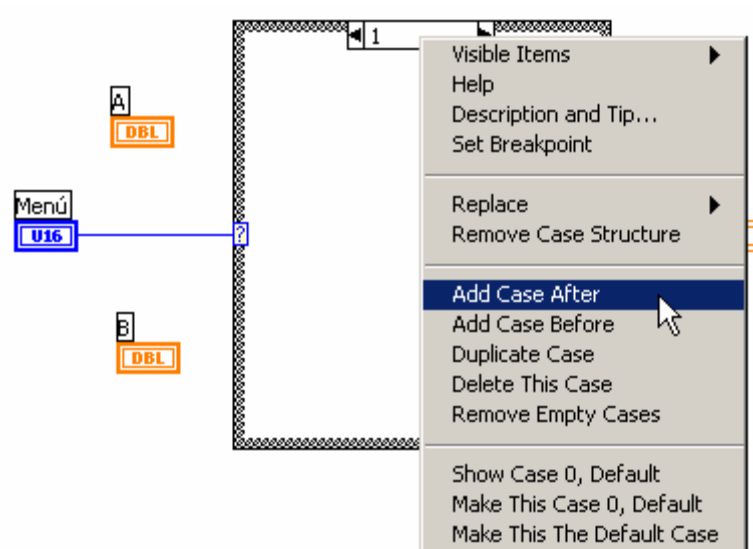 1
A
DBL
Menú
U16
?
B
DBL
Visible Items
Help
Description and Tip...
Set Breakpoint
Replace
Remove Case Structure
Add Case After
Add Case Before
Duplicate Case
Delete This Case
Remove Empty Cases
Show Case 0, Default
Make This Case 0, Default
Make This The Default Case